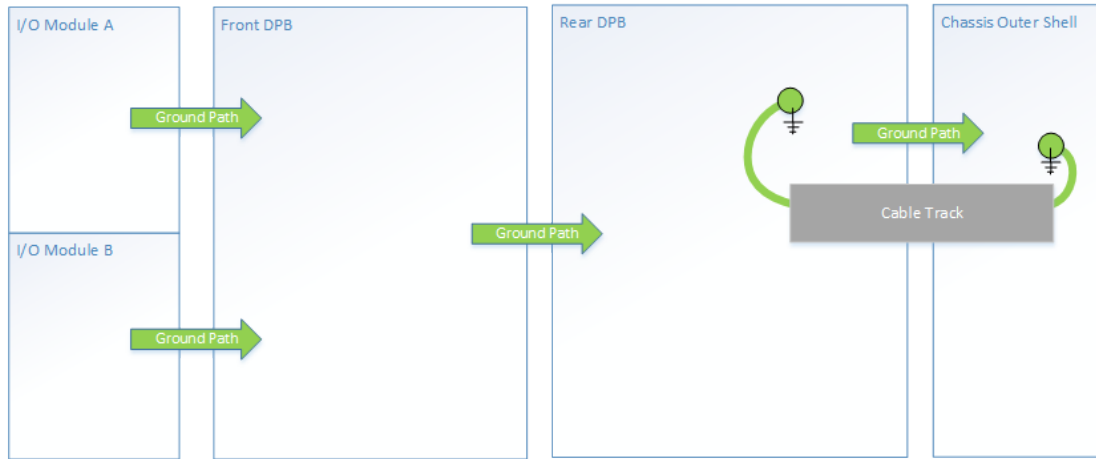 I/O Module A
Front DPB
Rear DPB
Chassis Outer Shell
Ground Path
Ground Path
Cable Track
Ground Path
I/O Module B
Ground Path